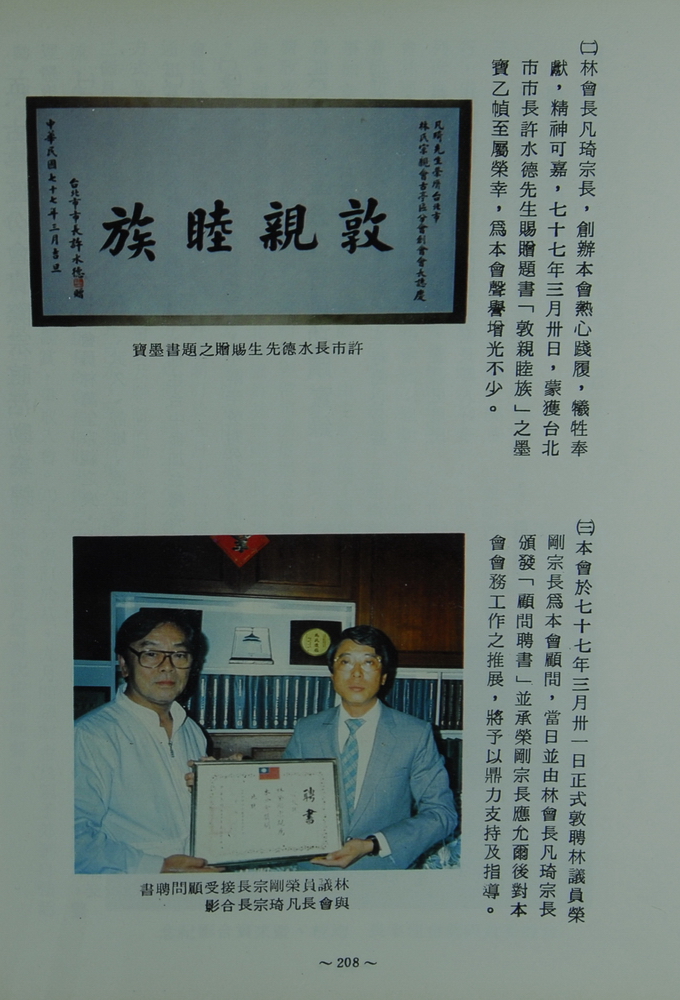 ㈡林會長凡琦宗長，創辦本會熱心踐履，犧牲奉
獻，精神可嘉，七十七年三月卅日，蒙獲台北
市市長許水德先生賜贈題書「敦親睦族」之墨
寶乙幀至屬榮幸，爲本會聲譽增光不少。
凡琦先生榮膺台北市
林氏宗親會古亭區分會創會會長誌慶
敦親睦族
台北市市長許水德贈
中華民國七十七年三月吉旦
許市長水德先生賜贈之題書墨寶
㈢本會於七十七年三月卅一日正式敦聘林議員榮
剛宗長爲本會顧問，當日並由林會長凡琦宗長
頒發「顧問聘書」並承榮剛宗長應允爾後對本
會會務工作之推展，將予以鼎力支持及指導。
聘書
林議員榮剛宗長接受顧問聘書
與會長凡琦宗長合影
～208～